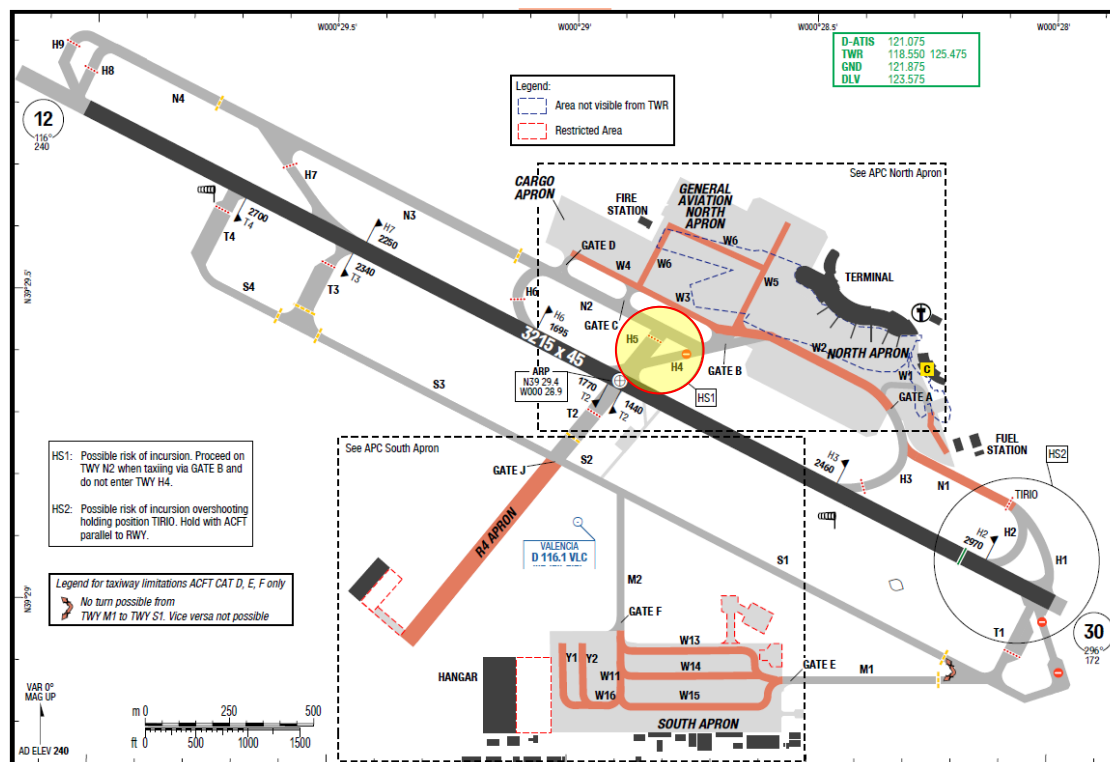 W000°29.5'
W000°29'
W000°28.5'
W000°28'
D-ATIS 121.075
TWR 118.550 125.475
GND 121.875
DLV 123.575
Legend:
Area not visible from TWR
Restricted Area
H9
H8
N4
12
116°
240
H7
T4
2700
T4
N3
H7
2250
2340
T3
T3
S4
See APC North Apron
CARGO
APRON
FIRE
STATION
GENERAL
AVIATION
NORTH
APRON
GATE D
W6
W6
W4
W5
W3
TERMINAL
N39°29.5'
H6
N2
GATE C
H6
1695
3215 x 45
H5
H4
GATE B
W2
NORTH APRON
W1
C
GATE A
ARP
N39 29.4
W000 28.9
1770
T2
1440
T2
T2
HS1
S3
H3
2460
H3
N1
FUEL
STATION
HS2
TIRIO
H2
2970
H2
H1
HS1: Possible risk of incursion. Proceed on
TWY N2 when taxiing via GATE B and
do not enter TWY H4.
HS2: Possible risk of incursion overshooting
holding position TIRIO. Hold with ACFT
parallel to RWY.
See APC South Apron
GATE J
S2
R4 APRON
VALENCIA
D 116.1 VLC
S1
M2
N39°29'
Legend for taxiway limitations ACFT CAT D, E, F only
No turn possible from
TWY M1 to TWY S1. Vice versa not possible
GATE F
T1
30
296°
172
HANGAR
Y1
Y2
W13
W14
W11
W16
W15
GATE E
M1
SOUTH APRON
VAR 0°
MAG UP
AD ELEV 240
m 0 250 500
ft 0 500 1000 1500